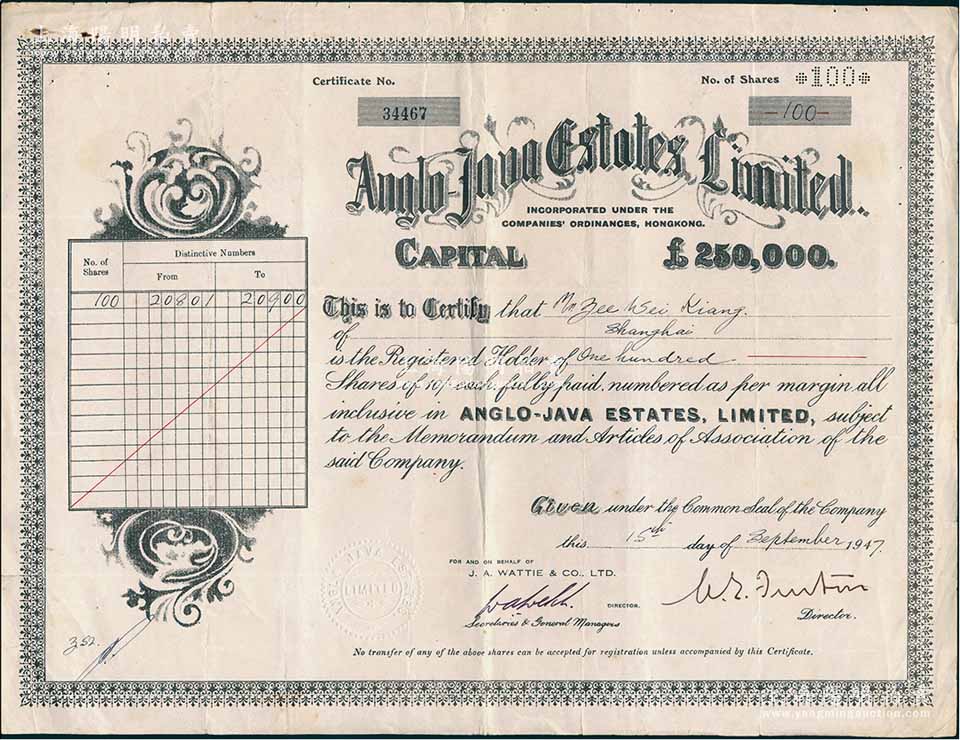 Certificate No.
No. of Shares *100*
34467
-100-
Anglo-Java Estates, Limited.
INCORPORATED UNDER THE
COMPANIES' ORDINANCES, HONGKONG.
CAPITAL £250,000.
No. of Shares
Distinctive Numbers
From To
100 20801 20900
This is to Certify that Mr. Zee Wei Kiang.
of Shanghai
is the Registered Holder of One hundred
Shares of 10/- each, fully paid, numbered as per margin all
inclusive in ANGLO-JAVA ESTATES, LIMITED, subject
to the Memorandum and Articles of Association of the
said Company.
Given under the Common Seal of the Company
this 15th day of September 1947.
FOR AND ON BEHALF OF
J. A. WATTIE & CO., LTD.
DIRECTOR.
Secretaries & General Managers
Director.
LIMITED
352.
No transfer of any of the above shares can be accepted for registration unless accompanied by this Certificate.
www.yangmingauction.com